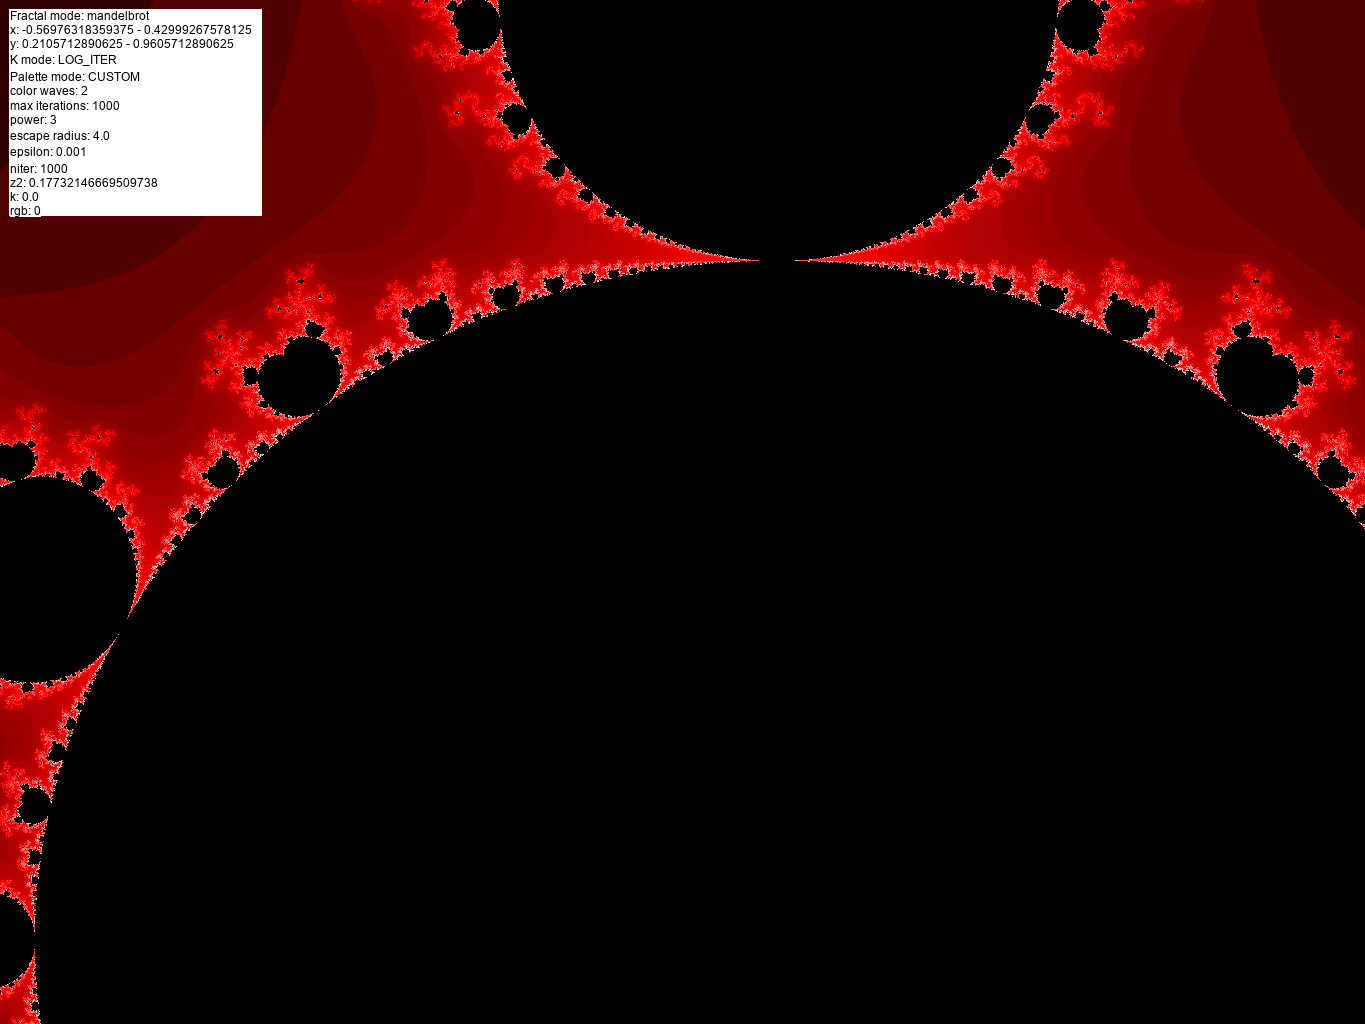 Fractal mode: mandelbrot
x: -0.56976318359375 - 0.42999267578125
y: 0.2105712890625 - 0.9605712890625
K mode: LOG_ITER
Palette mode: CUSTOM
color waves: 2
max iterations: 1000
power: 3
escape radius: 4.0
epsilon: 0.001
niter: 1000
z2: 0.17732146669509738
k: 0.0
rgb: 0